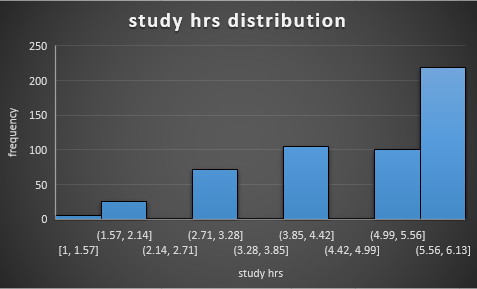 study hrs distribution
250
200
150
100
50
0
frequency
(1.57, 2.14] (2.71, 3.28] (3.85, 4.42] (4.99, 5.56]
[1, 1.57] (2.14, 2.71] (3.28, 3.85] (4.42, 4.99] (5.56, 6.13]
study hrs